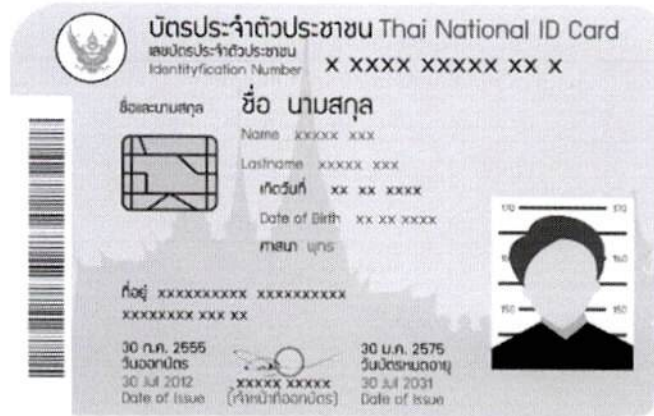 บัตรประจำตัวประชาชน Thai National ID Card
เลขบัตรประจำตัวประชาชน
Identityfication Number X XXXX XXXXX XX X
ชื่อและนามสกุล ชื่อ นามสกุล
Name xxxxx xxx
Lastname xxxxx xxx
เกิดวันที่ xx xx xxxx
Date of Birth xx xx xxxx
ศาสนา พุทธ
170 170
160
150 150
ที่อยู่ xxxxxxxxxx xxxxxxxxxx
xxxxxxxx xxx xx
30 ก.ค. 2555 30 ม.ค. 2575
วันออกบัตร วันบัตรหมดอายุ
30 Jul 2012 xxxxx xxxxx 30 Jul 2031
Date of Issue (เจ้าหน้าที่ออกบัตร) Date of Issue